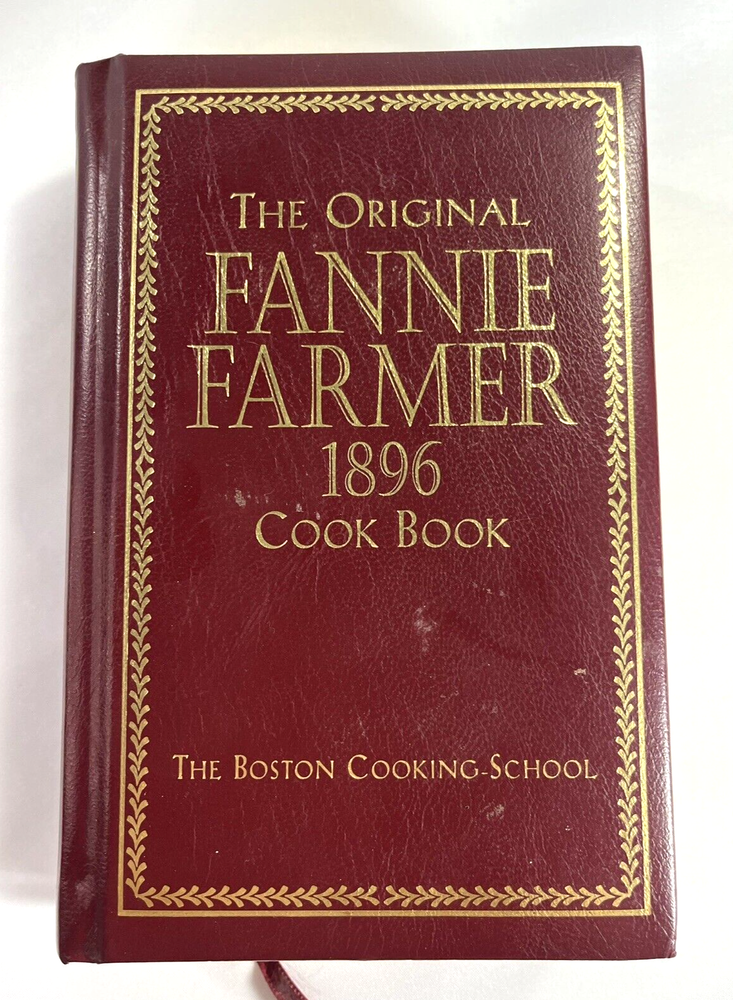 THE ORIGINAL
FANNIE
FARMER
1896
COOK BOOK
THE BOSTON COOKING-SCHOOL